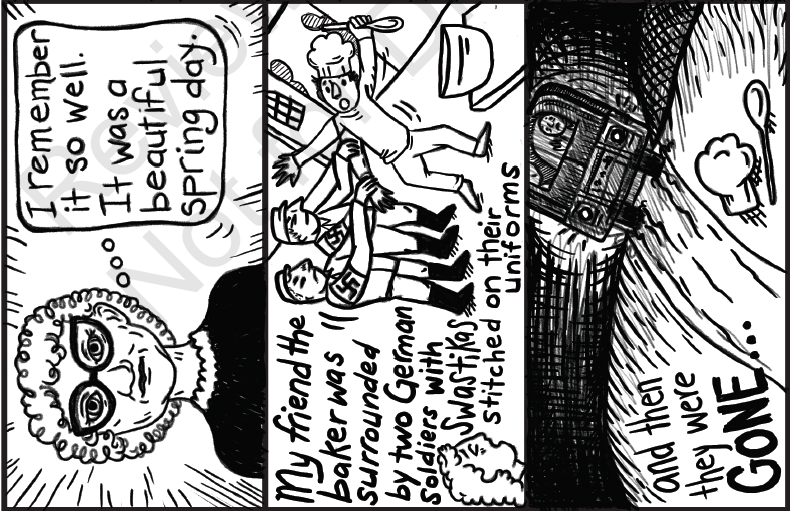 I remember
it so well.
It was a
beautiful
spring day.
My friend the
baker was
surrounded
by two German
soldiers with
swastikas
stitched on their
uniforms
and then
they were
GONE...